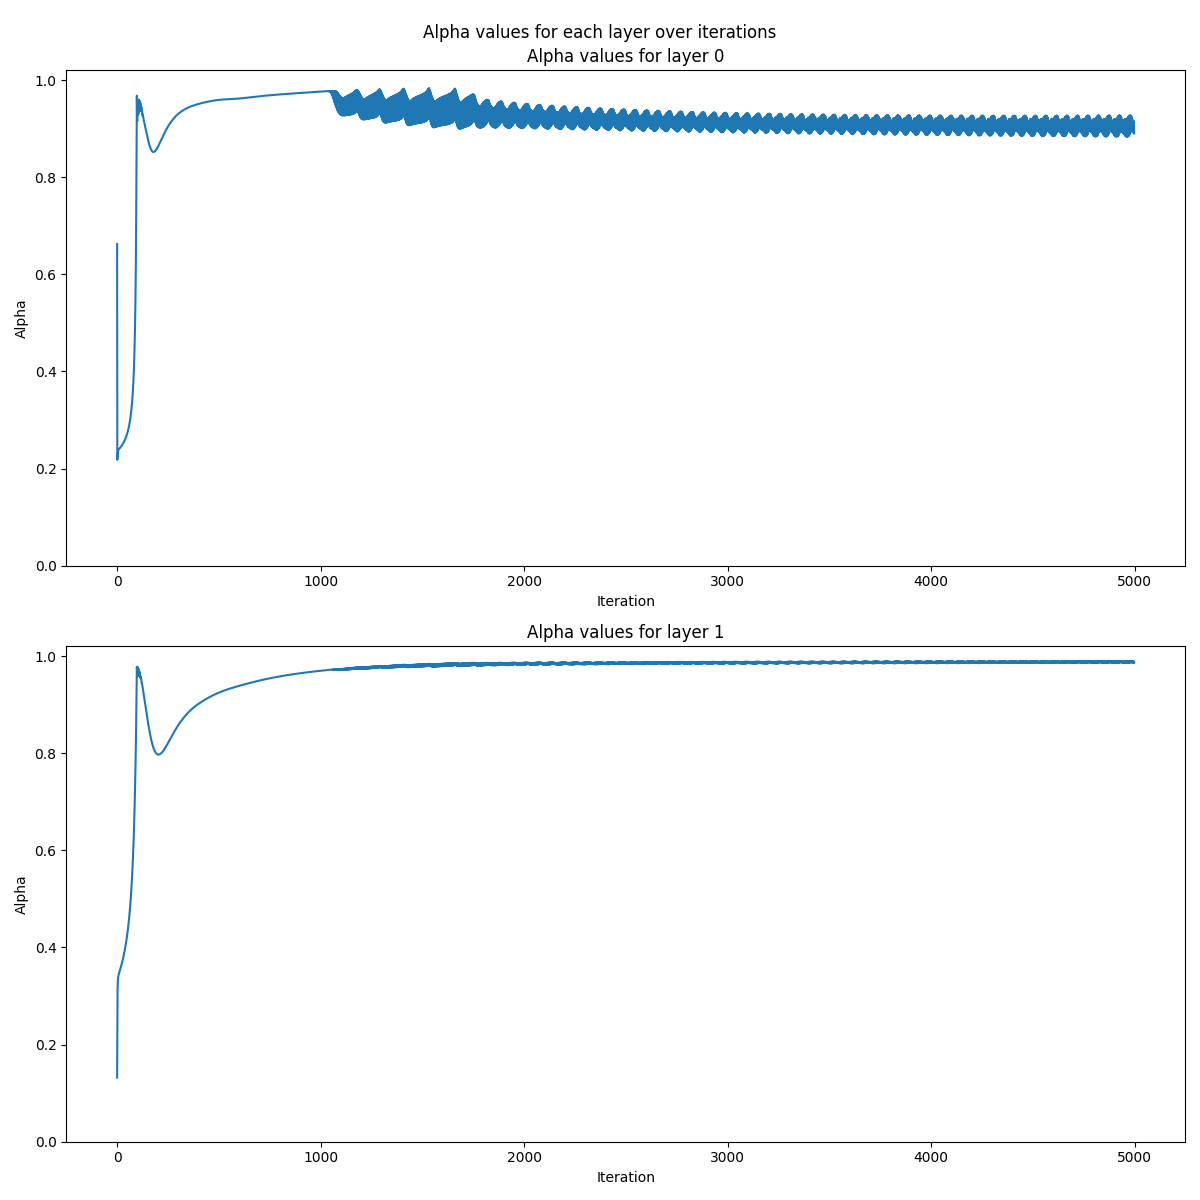 Alpha values for each layer over iterations
Alpha values for layer 0
1.0
0.8
0.6
0.4
0.2
0.0
Alpha
0 1000 2000 3000 4000 5000
Iteration
Alpha values for layer 1
1.0
0.8
0.6
0.4
0.2
0.0
Alpha
0 1000 2000 3000 4000 5000
Iteration